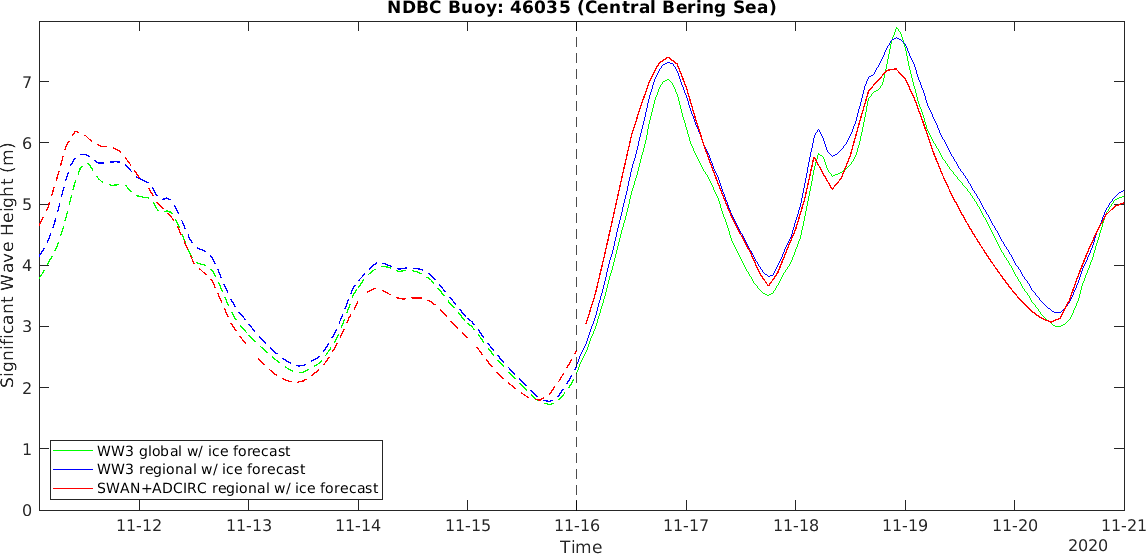 NDBC Buoy: 46035 (Central Bering Sea)
Significant Wave Height (m)
7
6
5
4
3
2
1
0
WW3 global w/ ice forecast
WW3 regional w/ ice forecast
SWAN+ADCIRC regional w/ ice forecast
11-12 11-13 11-14 11-15 11-16 11-17 11-18 11-19 11-20 11-21
Time
2020